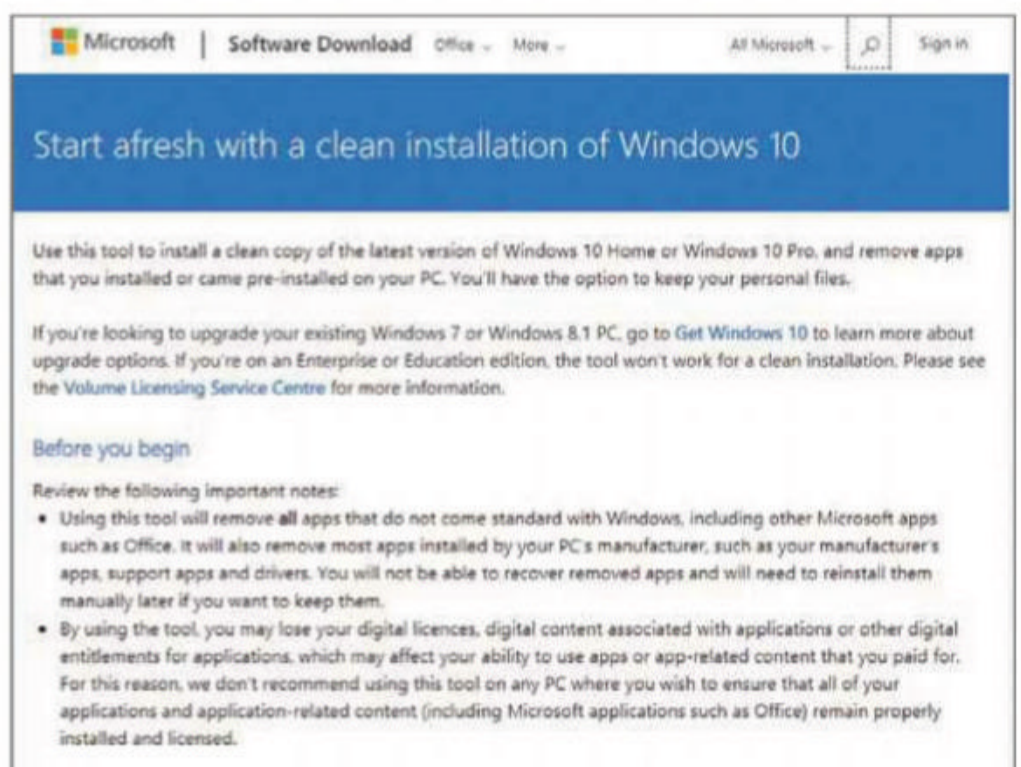 Microsoft | Software Download Office More All Microsoft Sign in
Start afresh with a clean installation of Windows 10
Use this tool to install a clean copy of the latest version of Windows 10 Home or Windows 10 Pro, and remove apps
that you installed or came pre-installed on your PC. You'll have the option to keep your personal files.
If you're looking to upgrade your existing Windows 7 or Windows 8.1 PC, go to Get Windows 10 to learn more about
upgrade options. If you're on an Enterprise or Education edition, the tool won't work for a clean installation. Please see
the Volume Licensing Service Centre for more information.
Before you begin
Review the following important notes:
• Using this tool will remove all apps that do not come standard with Windows, including other Microsoft apps
such as Office. It will also remove most apps installed by your PC's manufacturer, such as your manufacturer's
apps, support apps and drivers. You will not be able to recover removed apps and will need to reinstall them
manually later if you want to keep them.
• By using the tool, you may lose your digital licences, digital content associated with applications or other digital
entitlements for applications, which may affect your ability to use apps or app-related content that you paid for.
For this reason, we don't recommend using this tool on any PC where you wish to ensure that all of your
applications and application-related content (including Microsoft applications such as Office) remain properly
installed and licensed.